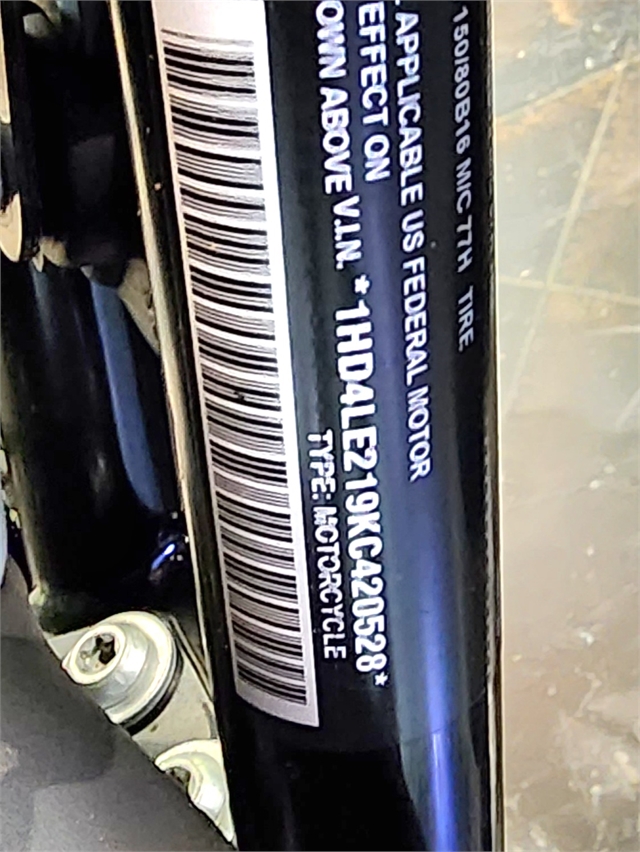 150/80B16 M/C 77H TIRE.
APPLICABLE US FEDERAL MOTOR
EFFECT ON
OWN ABOVE V.I.N. *1HD4LE219KC420528*
TYPE: MOTORCYCLE